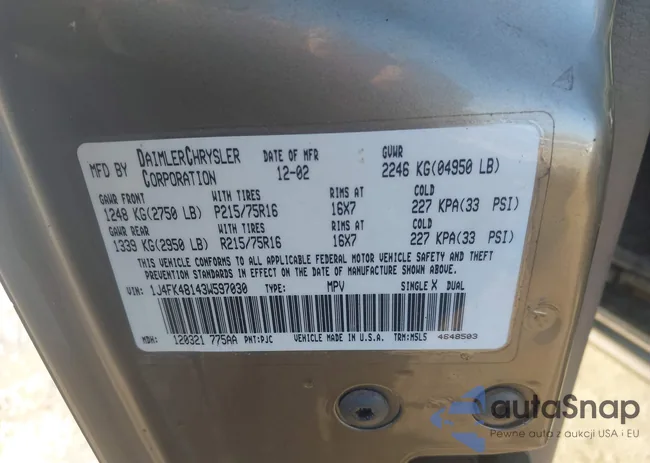 MFD BY DAIMLERCHRYSLER CORPORATION DATE OF MFR 12-02 GVWR 2246 KG(04950 LB)
GAWR FRONT WITH TIRES RIMS AT COLD
1248 KG(2750 LB) P215/75R16 16X7 227 KPA(33 PSI)
GAWR REAR WITH TIRES RIMS AT COLD
1339 KG(2950 LB) R215/75R16 16X7 227 KPA(33 PSI)
THIS VEHICLE CONFORMS TO ALL APPLICABLE FEDERAL MOTOR VEHICLE SAFETY AND THEFT
PREVENTION STANDARDS IN EFFECT ON THE DATE OF MANUFACTURE SHOWN ABOVE.
VIN: 1J4FK48143W597030 TYPE: MPV SINGLE X DUAL
MDH: 120321 775AA PNT:PJC VEHICLE MADE IN U.S.A. TRM:MSL5 4648503
autaSnap
Pewne auta z aukcji USA i EU